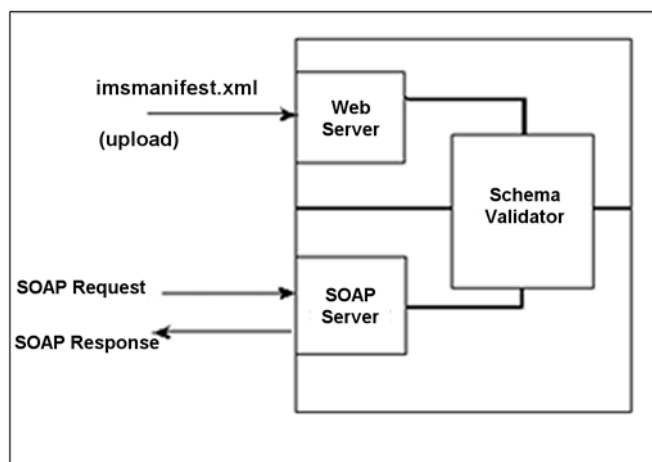 imsmanifest.xml
(upload)
Web
Server
Schema
Validator
SOAP Request
SOAP Response
SOAP
Server